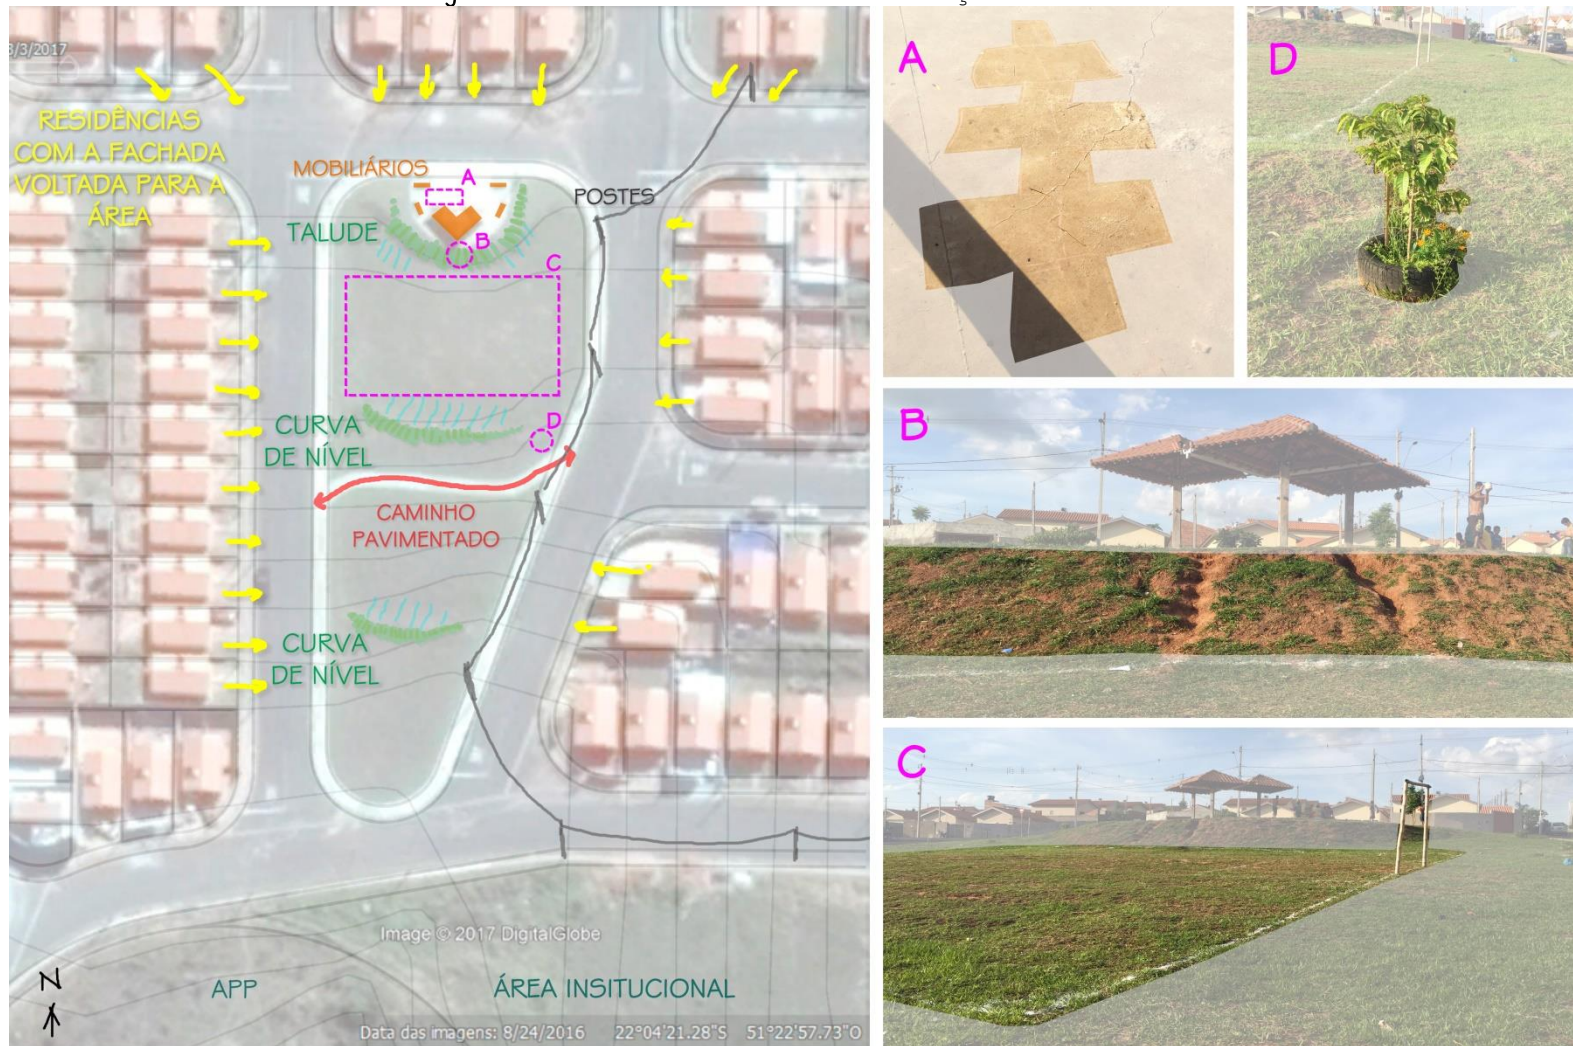 3/3/2017
RESIDÊNCIAS
COM A FACHADA
VOLTADA PARA A
ÁREA
MOBILIÁRIOS
A
POSTES
TALUDE
B
C
CURVA
DE NÍVEL
D
CAMINHO
PAVIMENTADO
CURVA
DE NÍVEL
Image © 2017 DigitalGlobe
N
APP
ÁREA INSITUCIONAL
Data das imagens: 8/24/2016 22°04'21.28"S 51°22'57.73"O
A
D
B
C